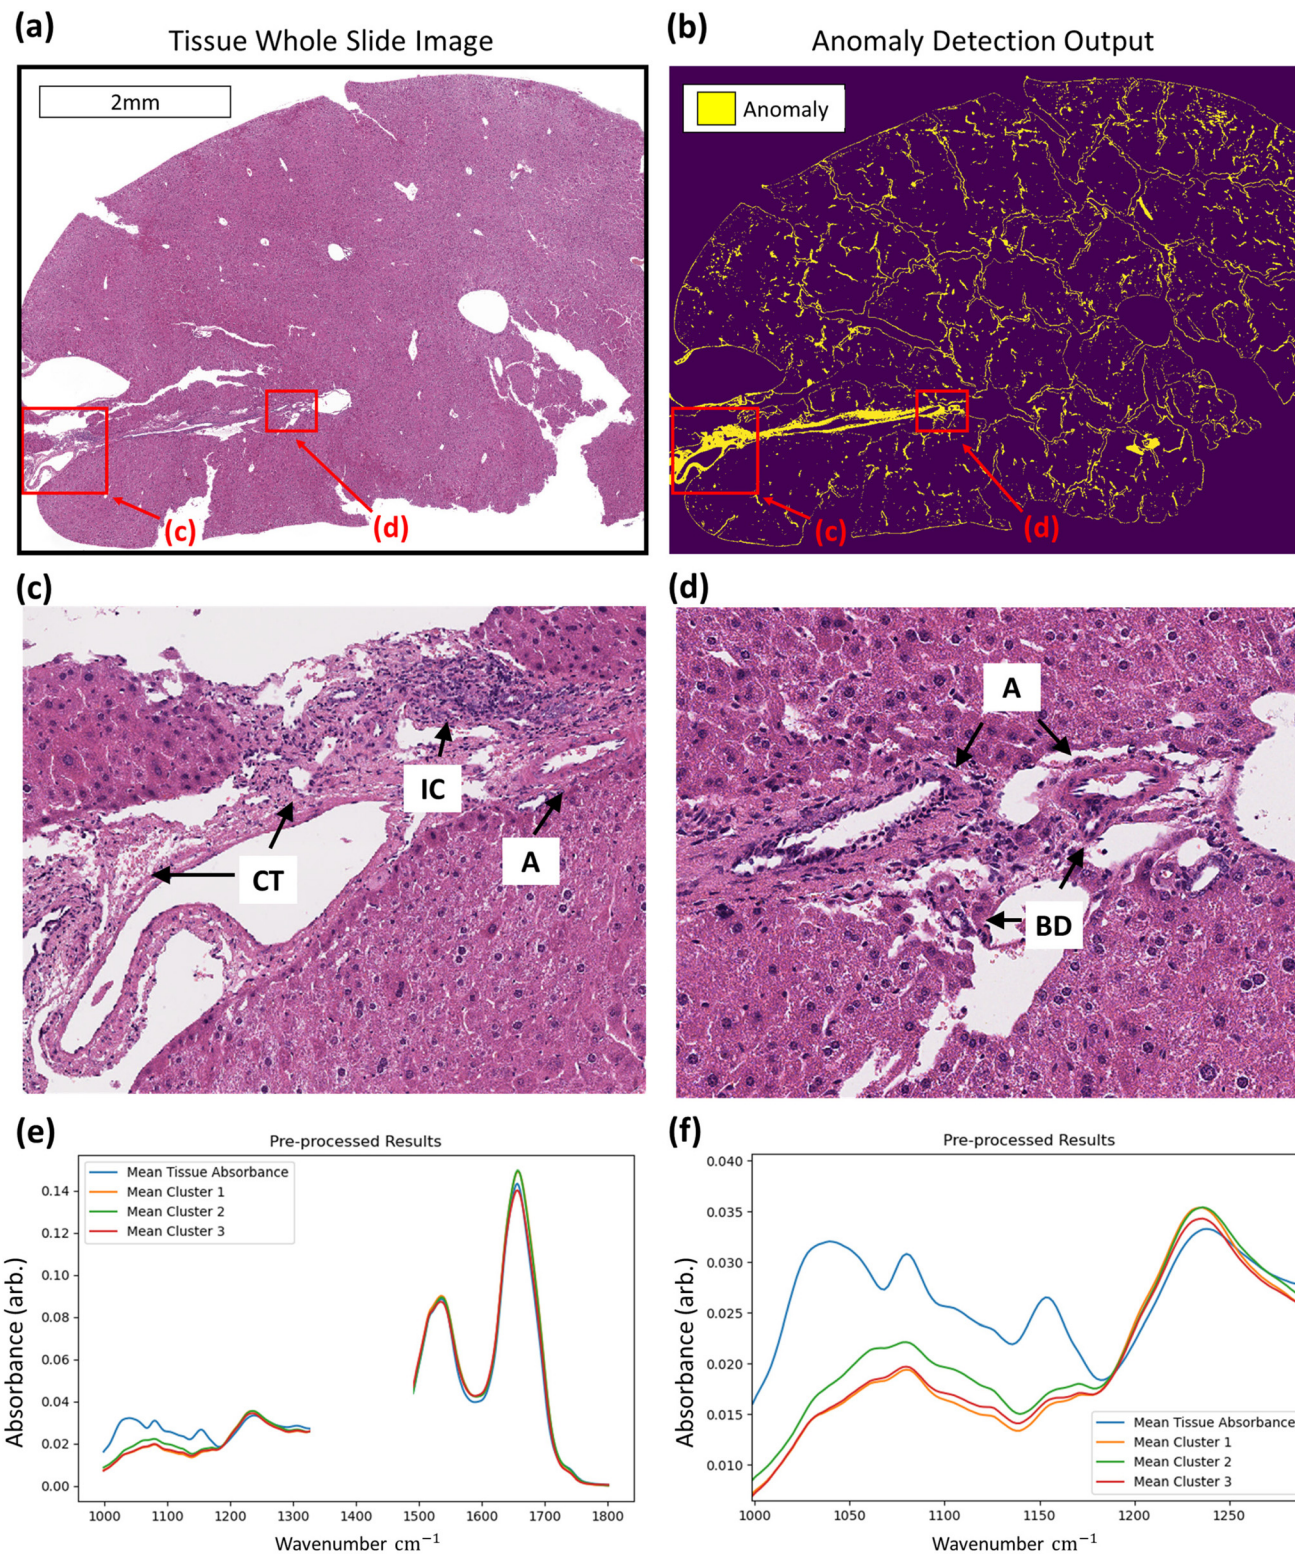 (a)
Tissue Whole Slide Image
2mm
(c)
(d)
(b)
Anomaly Detection Output
Anomaly
(c)
(d)
(c)
IC
A
CT
(d)
A
BD
(e)
Pre-processed Results
Mean Tissue Absorbance
Mean Cluster 1
Mean Cluster 2
Mean Cluster 3
Absorbance (arb.)
0.14
0.12
0.10
0.08
0.06
0.04
0.02
0.00
1000 1100 1200 1300 1400 1500 1600 1700 1800
Wavenumber cm⁻¹
(f)
Pre-processed Results
Absorbance (arb.)
0.040
0.035
0.030
0.025
0.020
0.015
0.010
Mean Tissue Absorbance
Mean Cluster 1
Mean Cluster 2
Mean Cluster 3
1000 1050 1100 1150 1200 1250
Wavenumber cm⁻¹